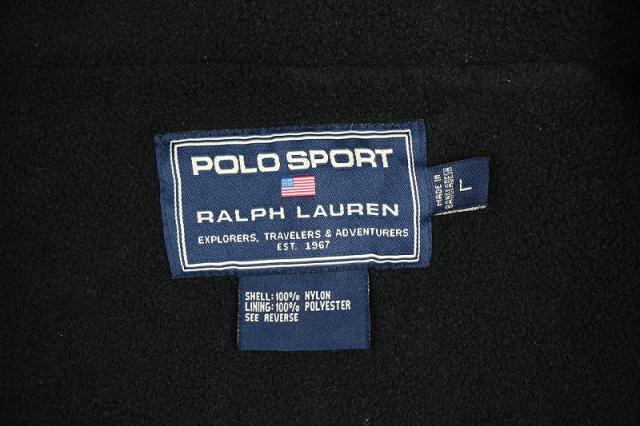 POLO SPORT
RALPH LAUREN
EXPLORERS, TRAVELERS & ADVENTURERS
EST. 1967
MADE IN
BANGLADESH
L
SHELL:100% NYLON
LINING:100% POLYESTER
SEE REVERSE